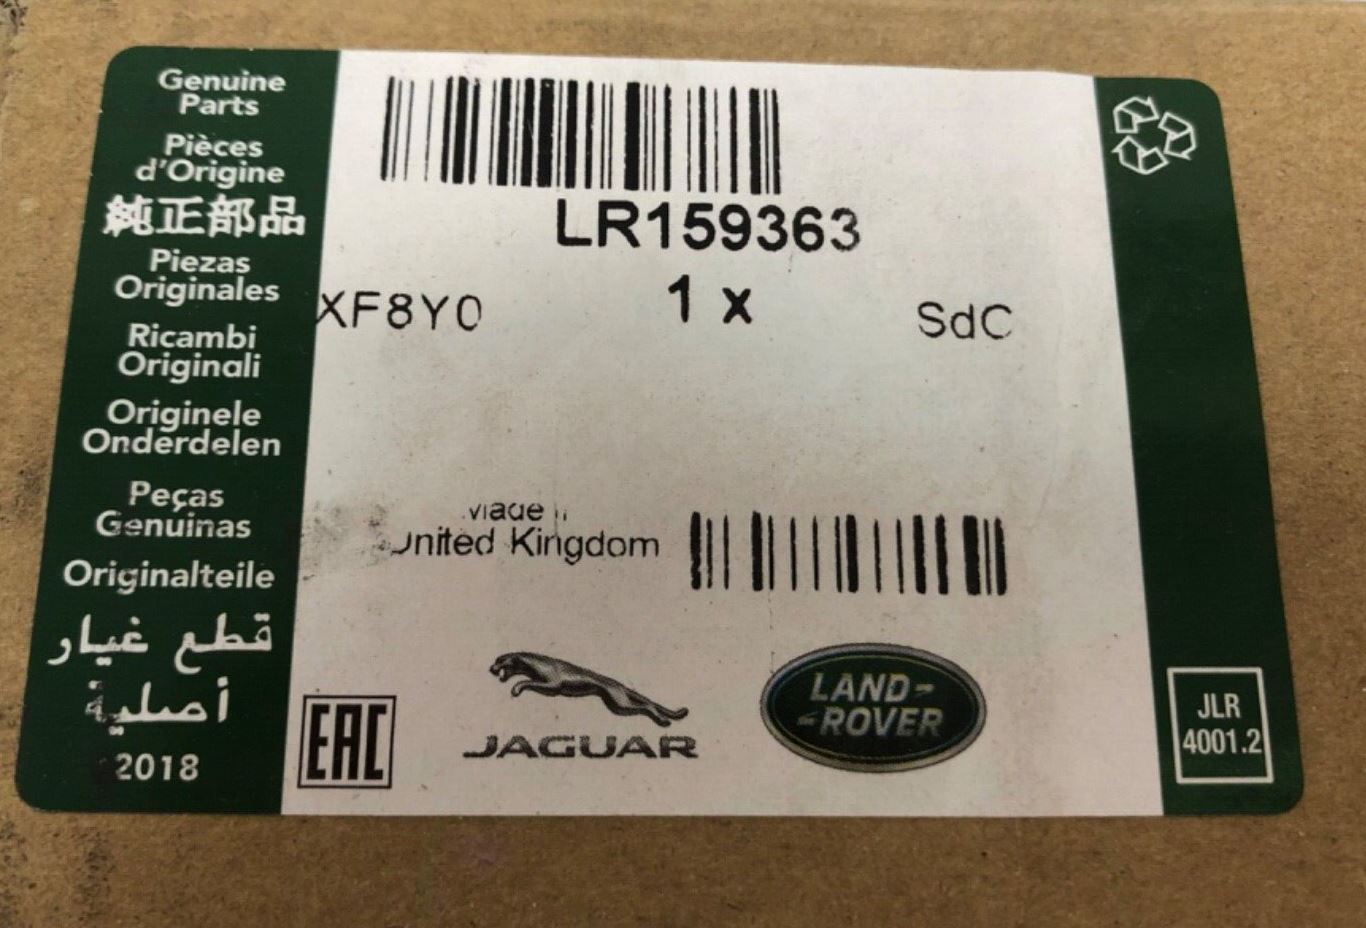 Genuine
Parts
Pièces
d'Origine
純正部品
Piezas
Originales
Ricambi
Originali
Originele
Onderdelen
Peças
Genuinas
Originalteile
قطع غيار
أصلية
2018
LR159363
XF8Y0 1 x SdC
Made
United Kingdom
EAC
JAGUAR
LAND-
-ROVER
JLR
4001.2